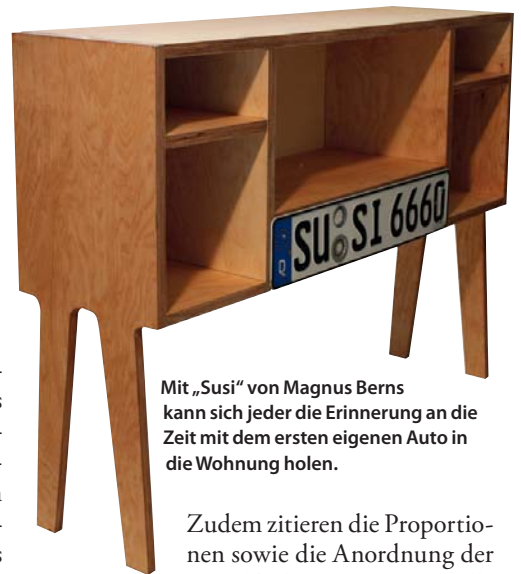 SU SI 6660
D
Mit „Susi“ von Magnus Berns
kann sich jeder die Erinnerung an die
Zeit mit dem ersten eigenen Auto in
die Wohnung holen.
Zudem zitieren die Proportio-
nen sowie die Anordnung der